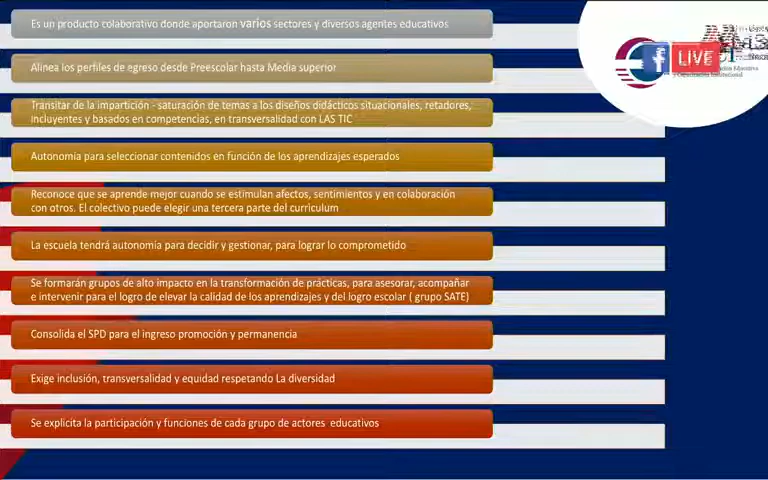 Es un producto colaborativo donde aportaron varios sectores y diversos agentes educativos
Alinea los perfiles de egreso desde Preescolar hasta Media superior
Transitar de la impartición - saturación de temas a los diseños didácticos situacionales, retadores,
incluyentes y basados en competencias, en transversalidad con LAS TIC
Autonomía para seleccionar contenidos en función de los aprendizajes esperados
Reconoce que se aprende mejor cuando se estimulan afectos, sentimientos y en colaboración
con otros. El colectivo puede elegir una tercera parte del curriculum
La escuela tendrá autonomía para decidir y gestionar, para lograr lo comprometido
Se formarán grupos de alto impacto en la transformación de prácticas, para asesorar, acompañar
e intervenir para el logro de elevar la calidad de los aprendizajes y del logro escolar ( grupo SATE)
Consolida el SPD para el ingreso promoción y permanencia
Exige inclusión, transversalidad y equidad respetando La diversidad
Se explicita la participación y funciones de cada grupo de actores educativos
f LIVE